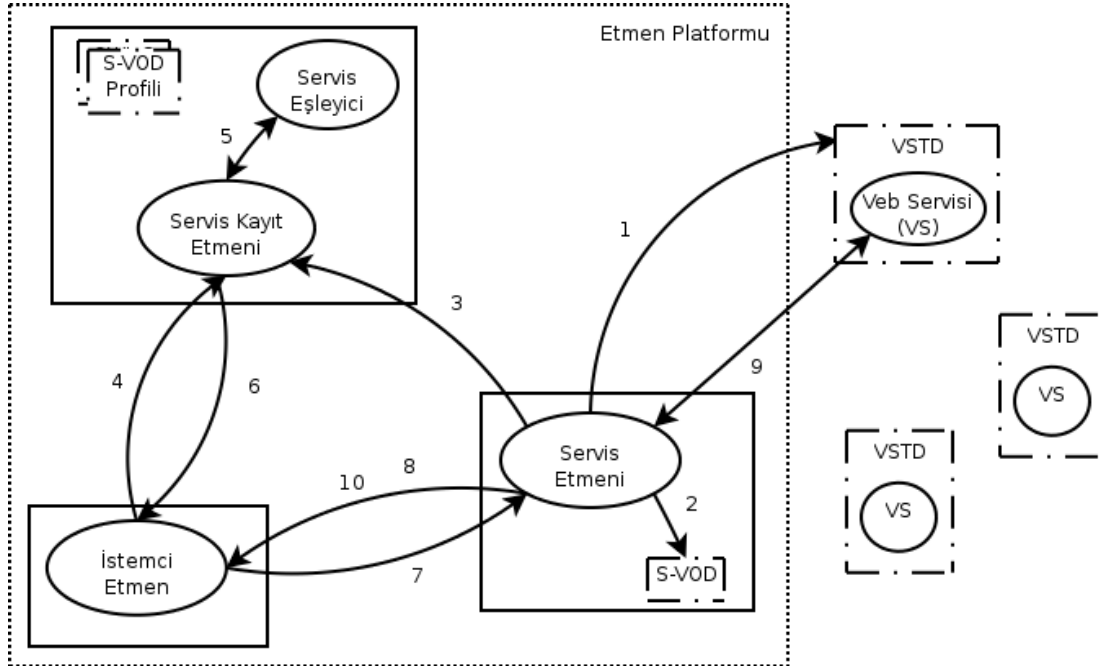 Etmen Platformu
S-VOD
Profili
Servis
Eşleyici
5
Servis Kayıt
Etmeni
VSTD
Veb Servisi
(VS)
1
3
4
6
9
VSTD
VS
VSTD
VS
Servis
Etmeni
8
10
2
7
S-VOD
İstemci
Etmen